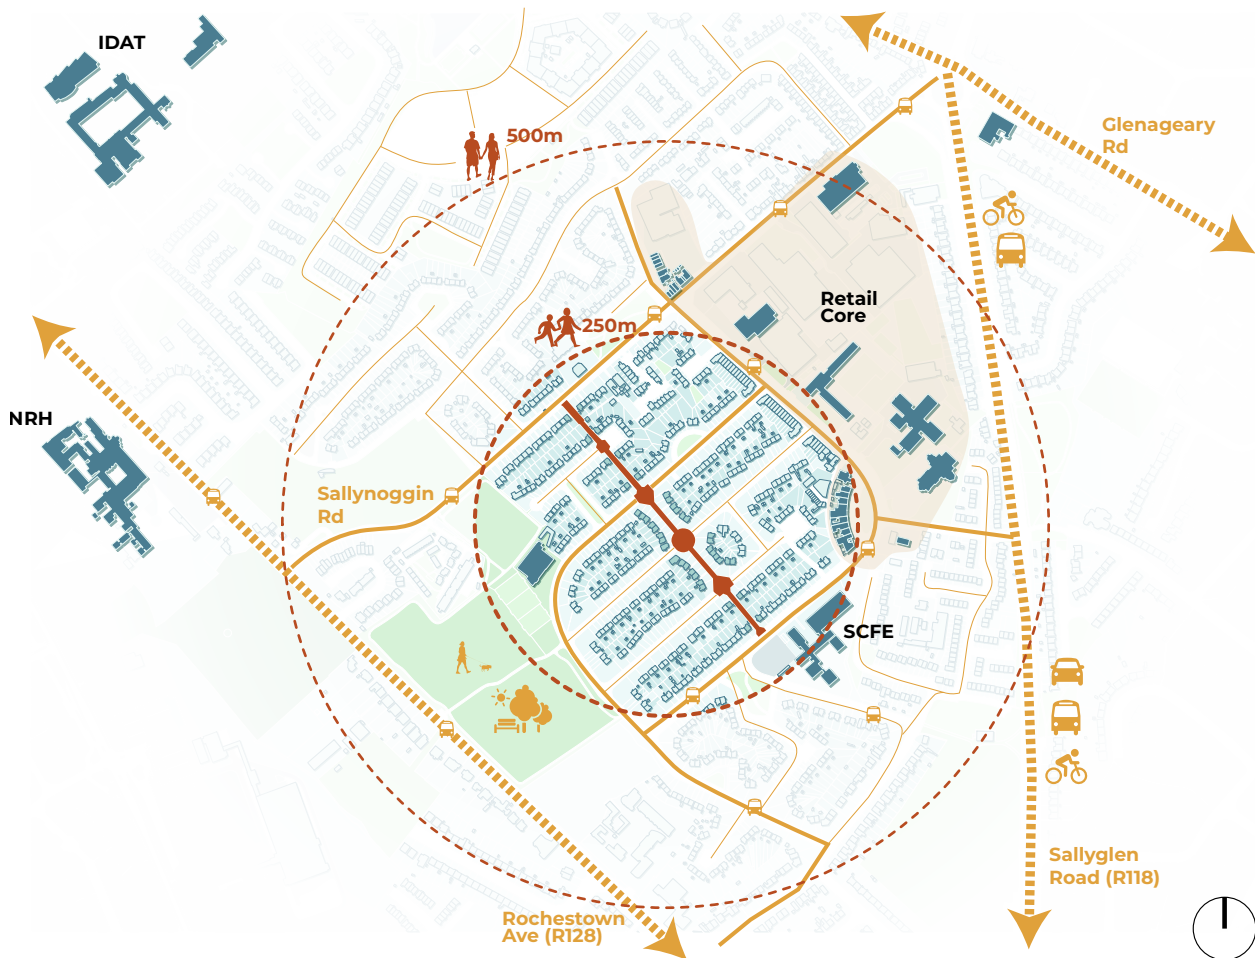 IDAT
500m
Glenageary
Rd
Retail
Core
250m
NRH
Sallynoggin
Rd
SCFE
Sallyglen
Road (R118)
Rochestown
Ave (R128)